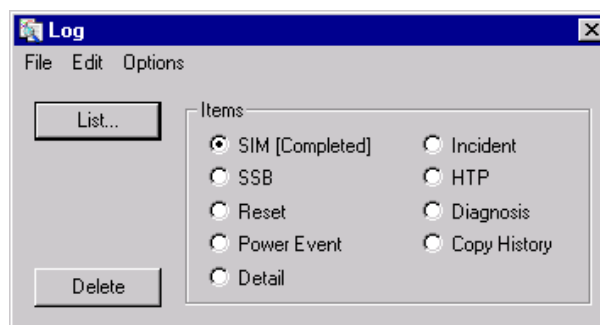 Log
File Edit Options
List...
Items
SIM [Completed]
Incident
SSB
HTP
Reset
Diagnosis
Power Event
Copy History
Detail
Delete